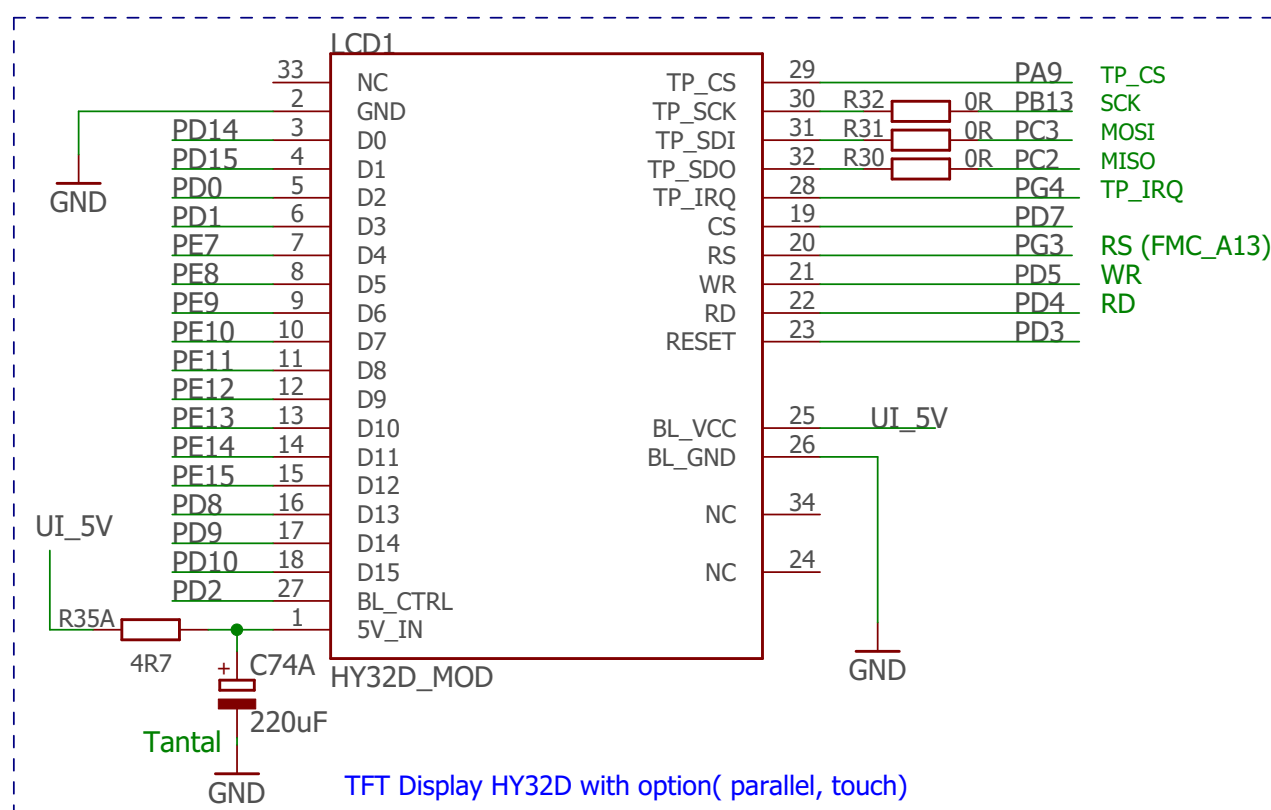 LCD1
33 NC TP_CS 29 PA9 TP_CS
2 GND TP_SCK 30 R32 0R PB13 SCK
PD14 3 D0 TP_SDI 31 R31 0R PC3 MOSI
PD15 4 D1 TP_SDO 32 R30 0R PC2 MISO
PD0 5 D2 TP_IRQ 28 PG4 TP_IRQ
GND
PD1 6 D3 CS 19 PD7
PE7 7 D4 RS 20 PG3 RS (FMC_A13)
PE8 8 D5 WR 21 PD5 WR
PE9 9 D6 RD 22 PD4 RD
PE10 10 D7 RESET 23 PD3
PE11 11 D8
PE12 12 D9
PE13 13 D10 BL_VCC 25 UI_5V
PE14 14 D11 BL_GND 26
PE15 15 D12
PD8 16 D13 NC 34
UI_5V
PD9 17 D14
PD10 18 D15 NC 24
PD2 27 BL_CTRL
R35A 1 5V_IN
4R7 + C74A HY32D_MOD GND
220uF
Tantal
GND
TFT Display HY32D with option( parallel, touch)